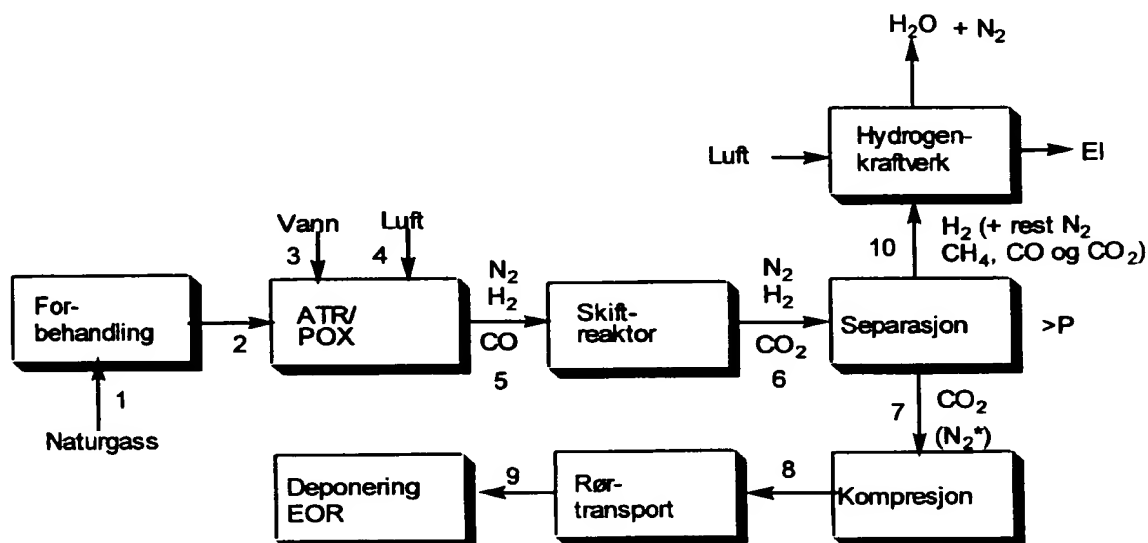 H₂O + N₂
Hydrogen-
kraftverk
Luft
El
10
H₂ (+ rest N₂
CH₄, CO og CO₂)
Vann
3
Luft
4
For-
behandling
2
ATR/
POX
N₂
H₂
CO
5
Skift-
reaktor
N₂
H₂
CO₂
6
Separasjon
>P
1
Naturgass
7
CO₂
(N₂*)
Deponering
EOR
9
Rør-
transport
8
Kompresjon